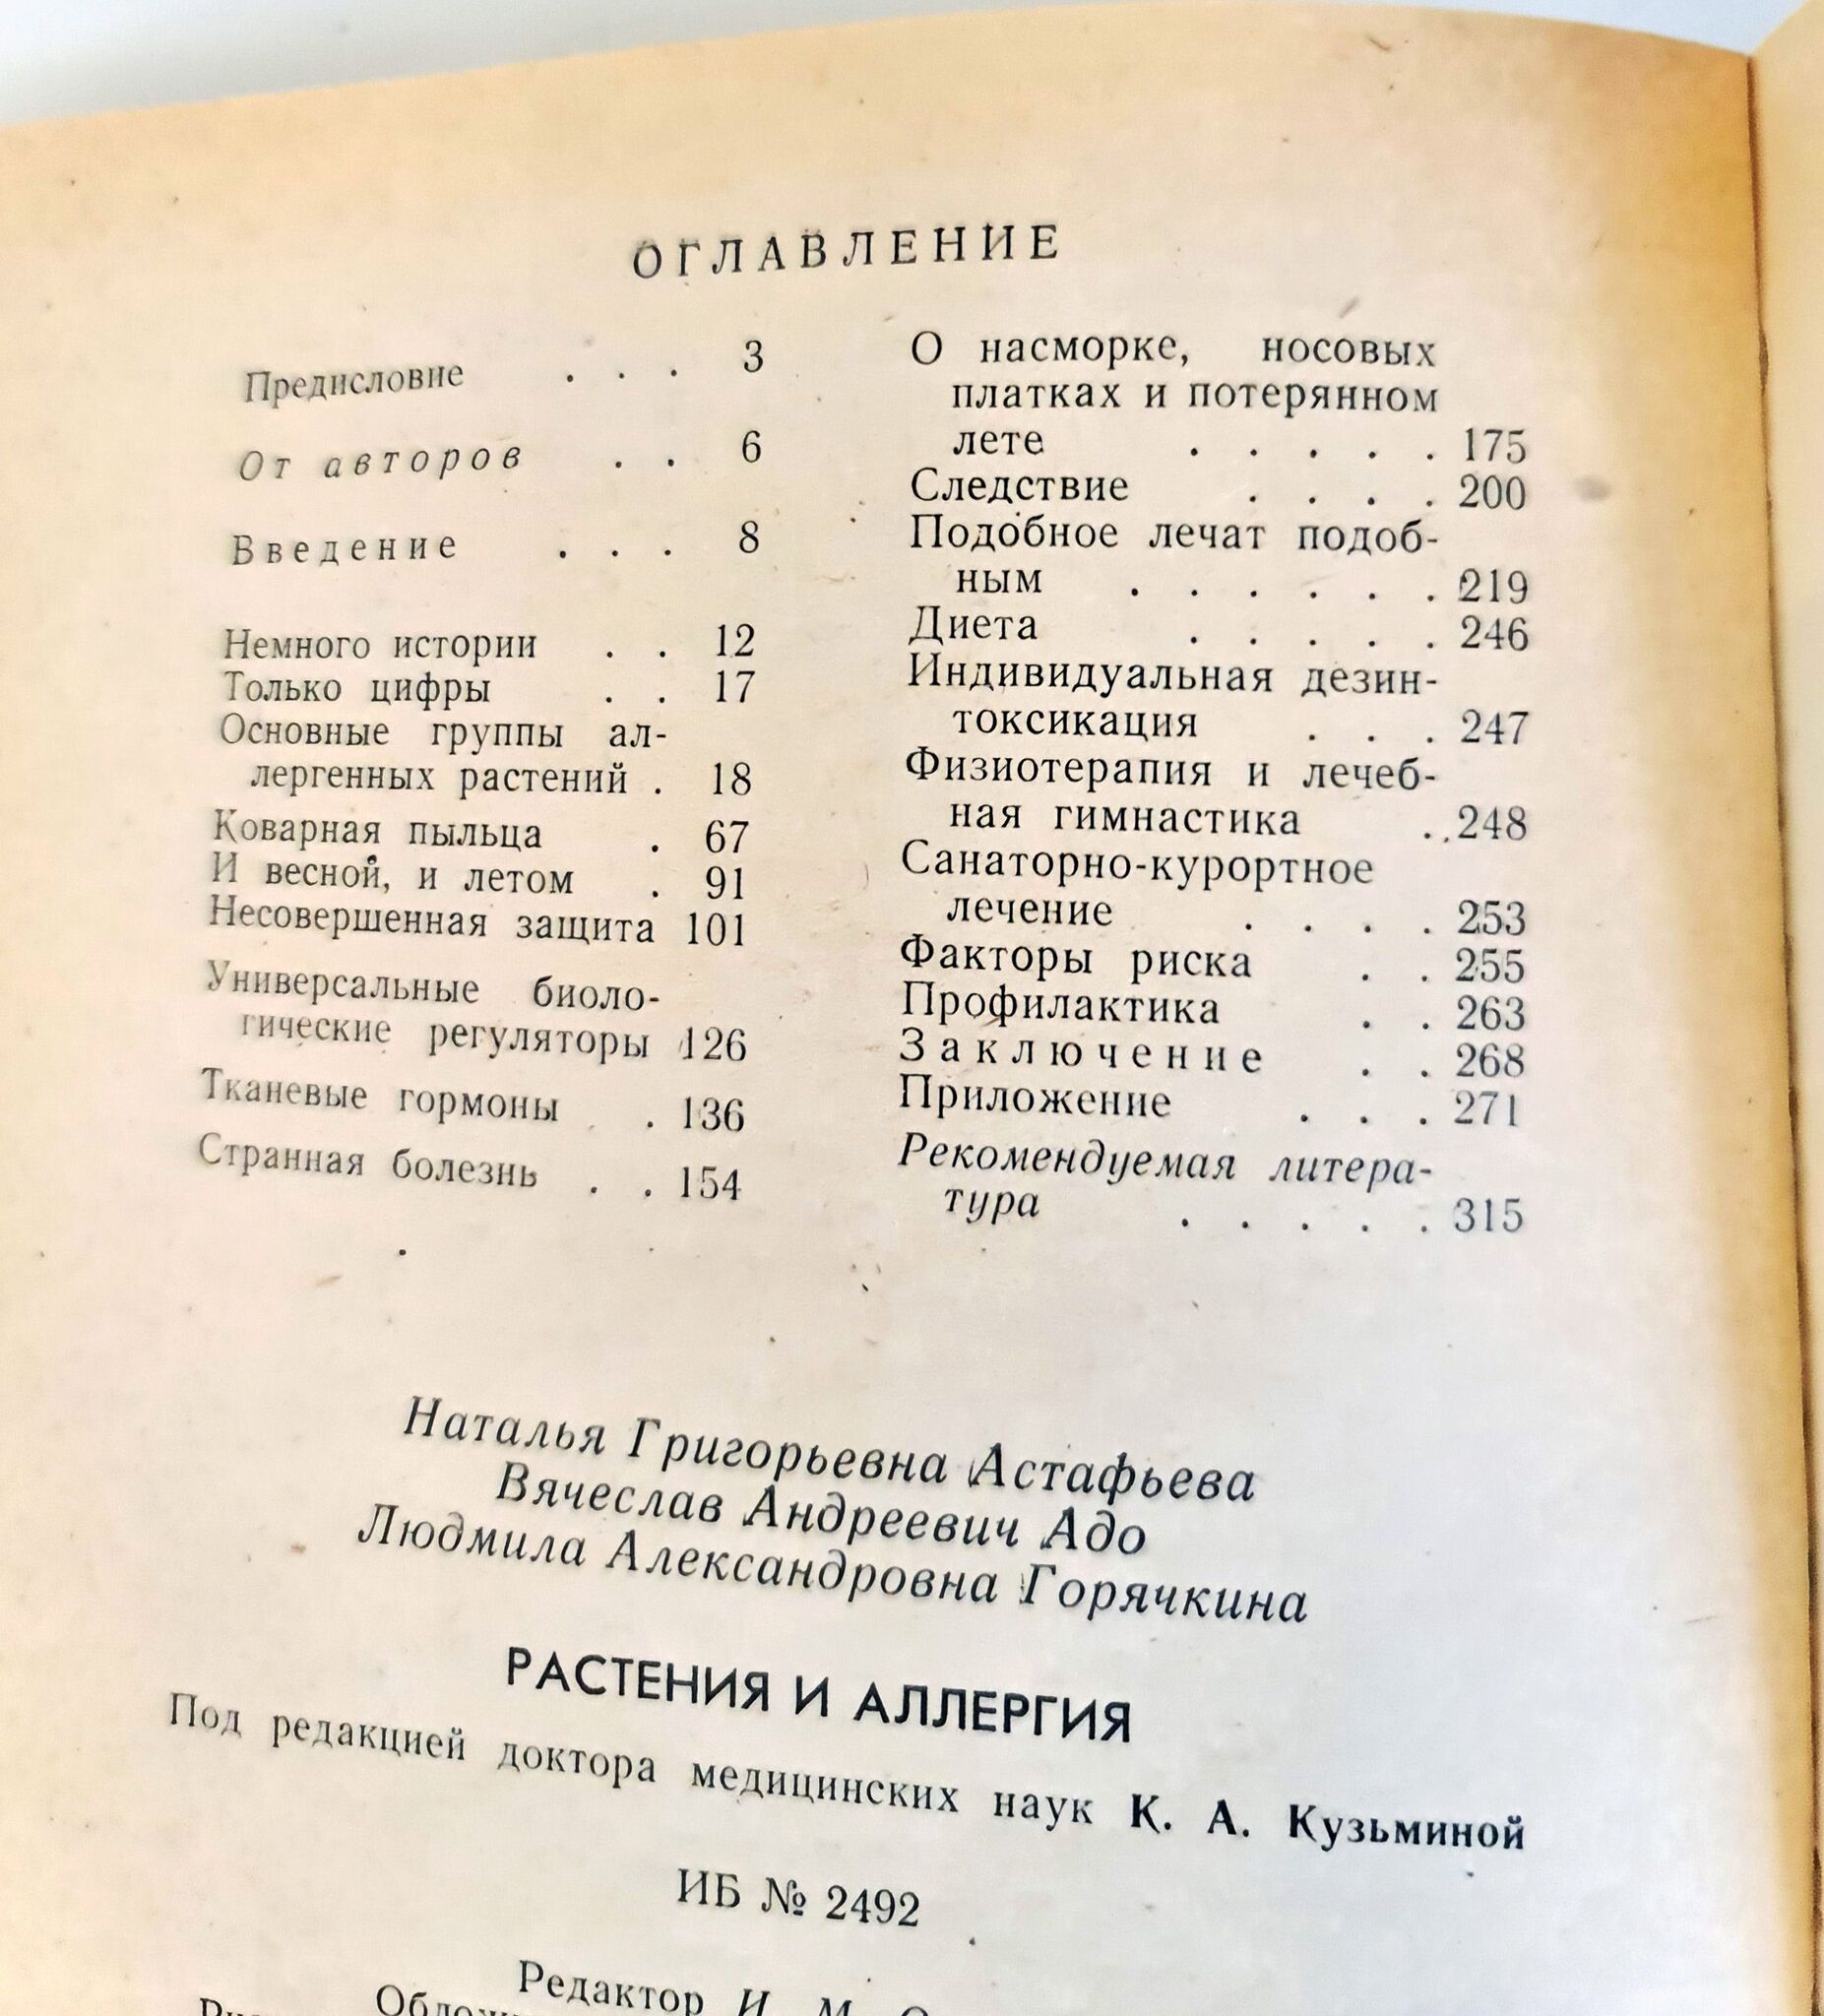 ОГЛАВЛЕНИЕ
Предисловие . . . 3
От авторов . . 6
Введение . . . 8
Немного истории . . 12
Только цифры . . 17
Основные группы ал-
лергенных растений . 18
Коварная пыльца . 67
И весной, и летом . 91
Несовершенная защита 101
Универсальные биоло-
гические регуляторы 126
Тканевые гормоны . . 136
Странная болезнь . . 154
О насморке, носовых
платках и потерянном
лете . . . . . 175
Следствие . . . . 200
Подобное лечат подоб-
ным . . . . . . 219
Диета . . . . . 246
Индивидуальная дезин-
токсикация . . . 247
Физиотерапия и лечеб-
ная гимнастика . . 248
Санаторно-курортное
лечение . . . . 253
Факторы риска . . 255
Профилактика . . 263
Заключение . . 268
Приложение . . . 271
Рекомендуемая литера-
тура . . . . . 315
Наталья Григорьевна Астафьева
Вячеслав Андреевич Адо
Людмила Александровна Горячкина
РАСТЕНИЯ И АЛЛЕРГИЯ
Под редакцией доктора медицинских наук К. А. Кузьминой
ИБ № 2492
Редактор И. М.